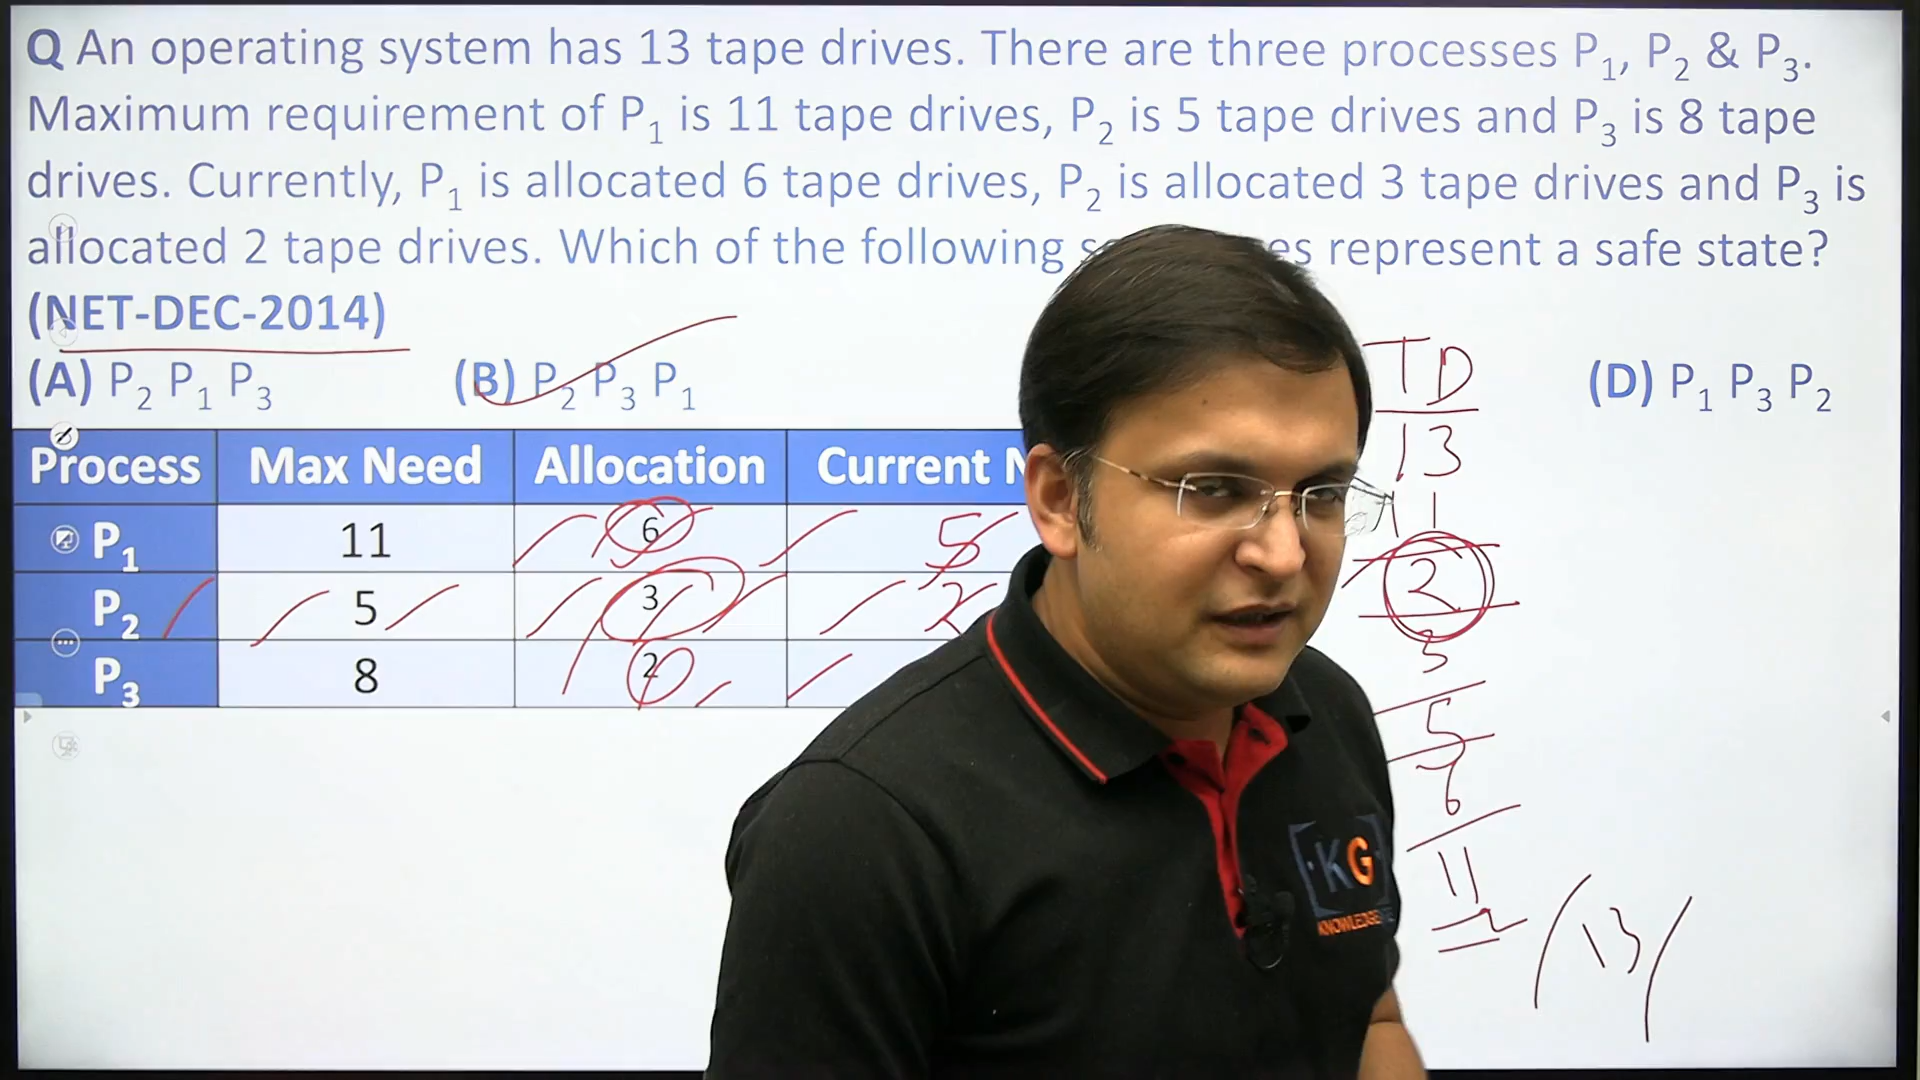 Q An operating system has 13 tape drives. There are three processes P1, P2 & P3.
Maximum requirement of P1 is 11 tape drives, P2 is 5 tape drives and P3 is 8 tape
drives. Currently, P1 is allocated 6 tape drives, P2 is allocated 3 tape drives and P3 is
allocated 2 tape drives. Which of the following es represent a safe state?
(NET-DEC-2014)
(A) P2 P1 P3 (B) P2 P3 P1 (D) P1 P3 P2
Process Max Need Allocation Current
P1 11 6 5
P2 5 3 2
P3 8 2
TD
13
11
2
3
5
6
11
2
13
KG
KNOWLEDGE